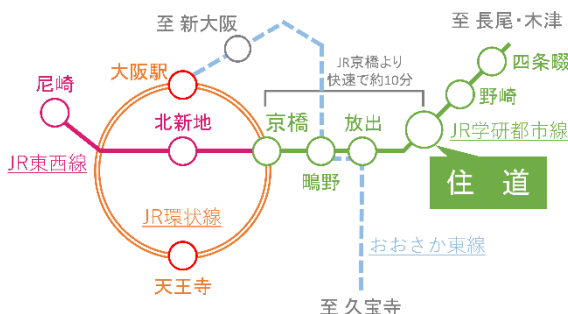 至 新大阪
至 長尾・木津
大阪駅
JR京橋より
快速で約10分
四条畷
尼崎
野崎
北新地
京橋
放出
JR学研都市線
JR東西線
鴫野
住 道
JR環状線
おおさか東線
天王寺
至 久宝寺